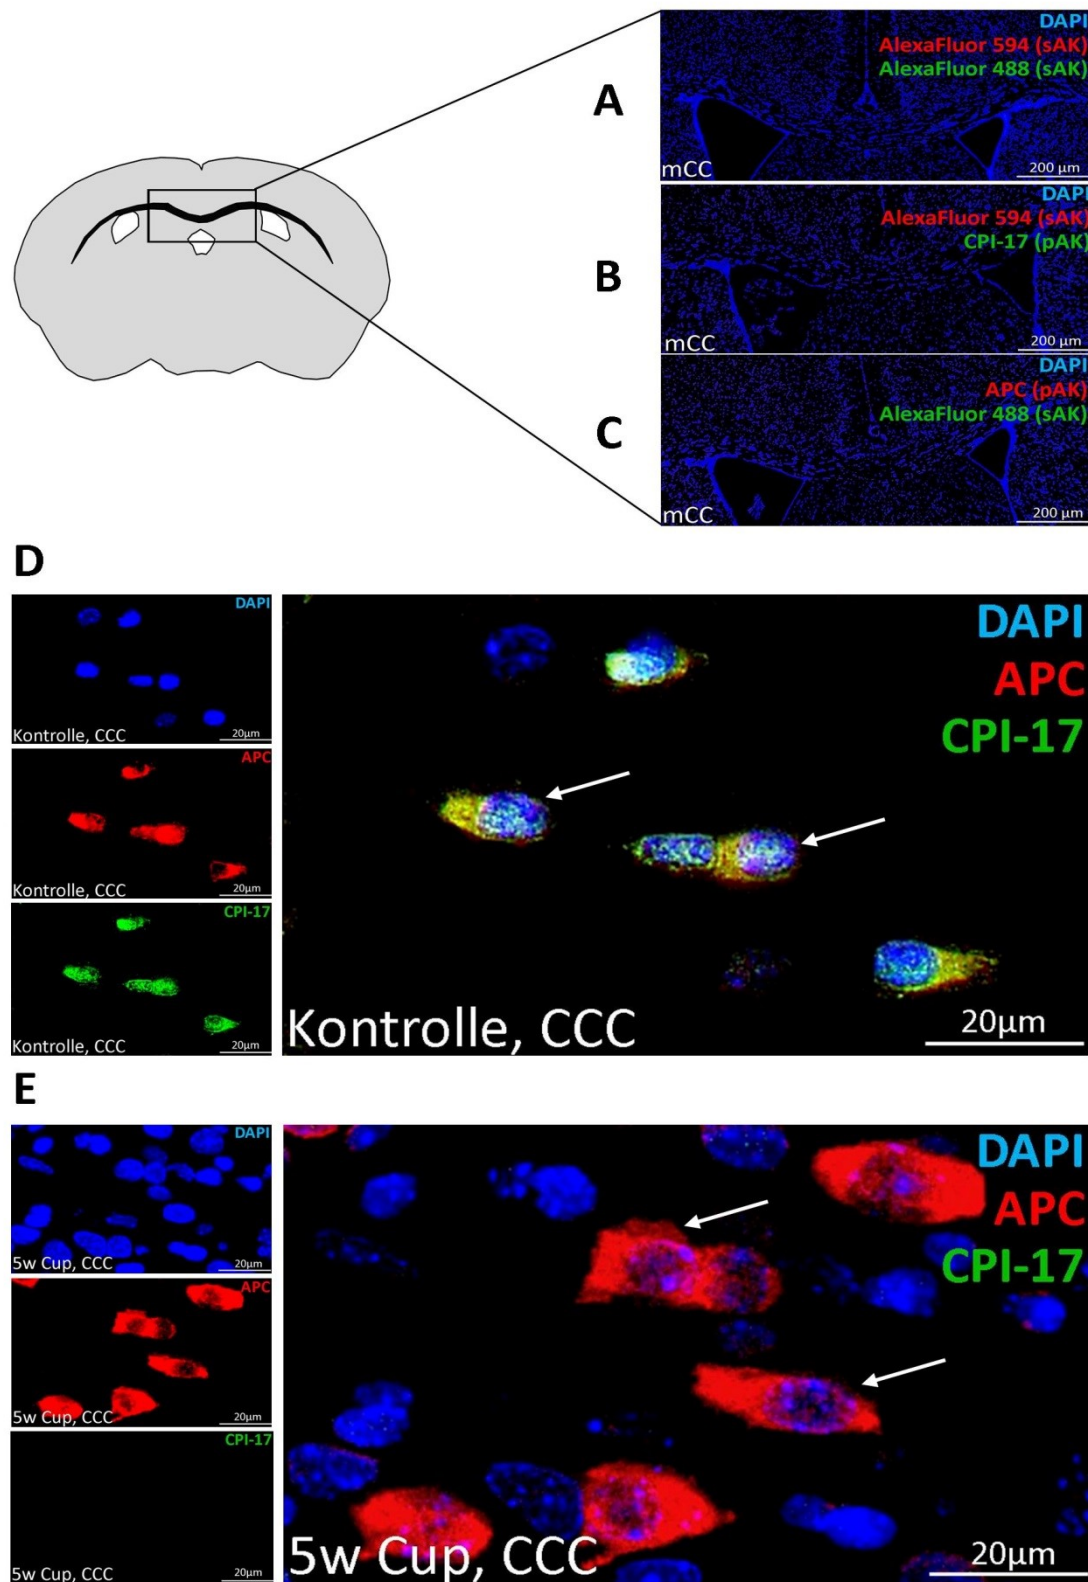 DAPI
AlexaFluor 594 (sAK)
AlexaFluor 488 (sAK)
A
mCC
200 µm
DAPI
AlexaFluor 594 (sAK)
CPI-17 (pAK)
B
mCC
200 µm
DAPI
APC (pAK)
AlexaFluor 488 (sAK)
C
mCC
200 µm
D
DAPI
Kontrolle, CCC
20µm
APC
Kontrolle, CCC
20µm
CPI-17
Kontrolle, CCC
20µm
DAPI
APC
CPI-17
Kontrolle, CCC
20µm
E
DAPI
5w Cup, CCC
20µm
APC
5w Cup, CCC
20µm
CPI-17
5w Cup, CCC
20µm
DAPI
APC
CPI-17
5w Cup, CCC
20µm